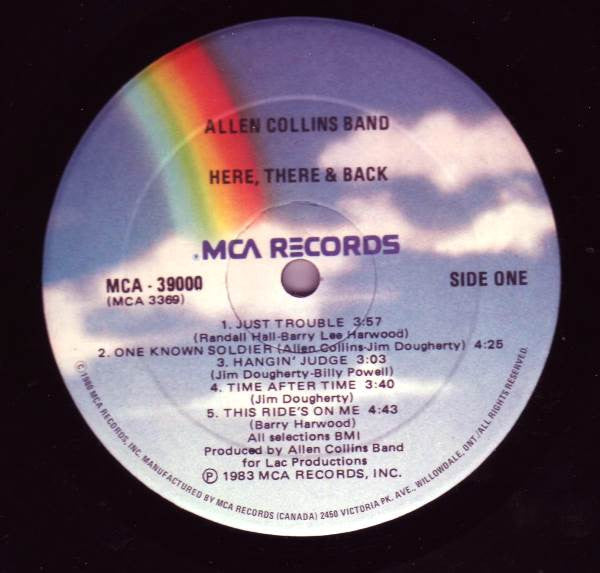 ALLEN COLLINS BAND
HERE, THERE & BACK
MCA RECORDS
MCA - 39000
(MCA 3369)
SIDE ONE
1. JUST TROUBLE 3:57
(Randall Hall-Barry Lee Harwood)
2. ONE KNOWN SOLDIER (Allen Collins-Jim Dougherty) 4:25
3. HANGIN' JUDGE 3:03
(Jim Dougherty-Billy Powell)
4. TIME AFTER TIME 3:40
(Jim Dougherty)
5. THIS RIDE'S ON ME 4:43
(Barry Harwood)
All selections BMI
Produced by Allen Collins Band
for Lac Productions
Ⓟ 1983 MCA RECORDS, INC.
© 1980 MCA RECORDS, INC. MANUFACTURED BY MCA RECORDS (CANADA) 2450 VICTORIA PK. AVE., WILLOWDALE, ONT./ALL RIGHTS RESERVED.